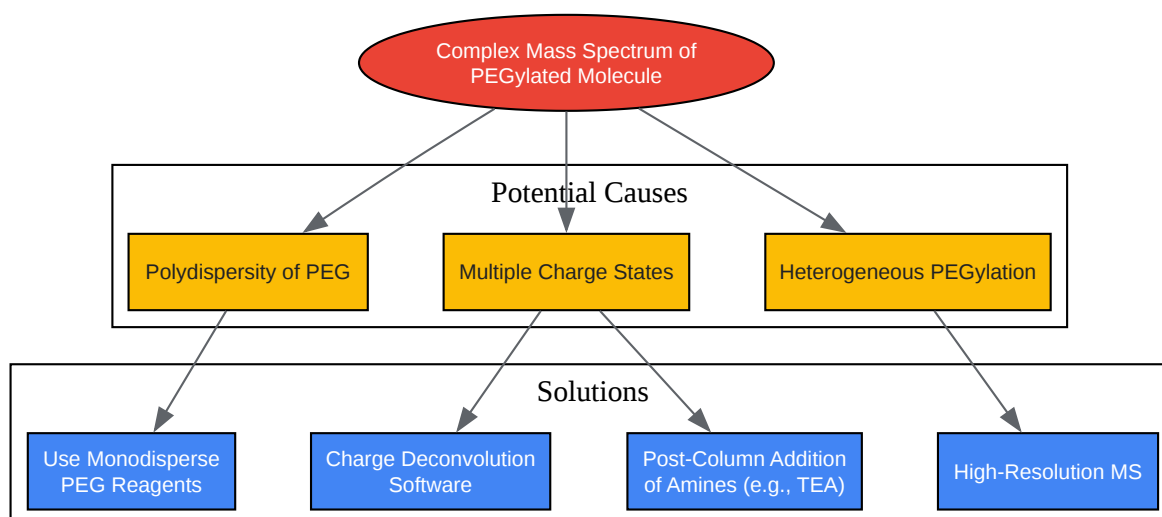 Complex Mass Spectrum of
PEGylated Molecule
Potential Causes
Polydispersity of PEG
Multiple Charge States
Heterogeneous PEGylation
Solutions
Use Monodisperse
PEG Reagents
Charge Deconvolution
Software
Post-Column Addition
of Amines (e.g., TEA)
High-Resolution MS